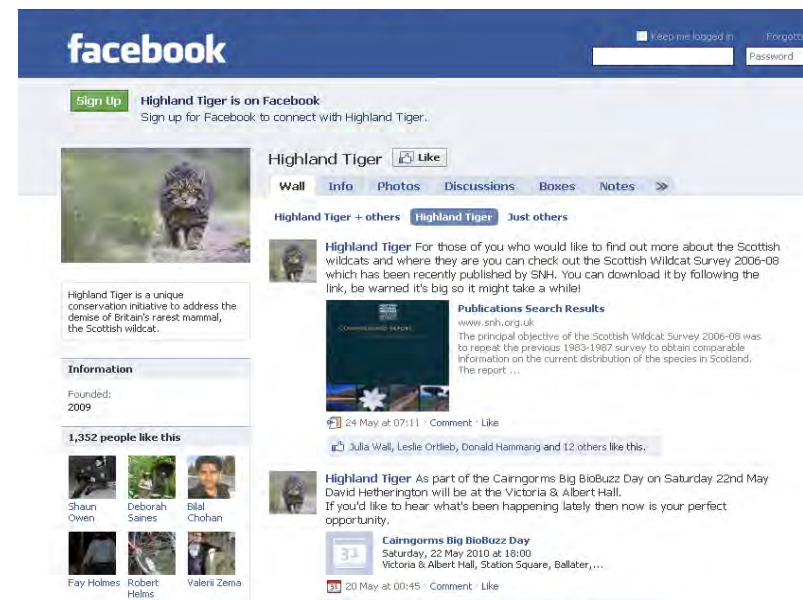 facebook
Keep me logged in
Password
Sign Up
Highland Tiger is on Facebook
Sign up for Facebook to connect with Highland Tiger.
Highland Tiger
Like
Wall Info Photos Discussions Boxes Notes >>
Highland Tiger + others Highland Tiger Just others
Highland Tiger For those of you who would like to find out more about the Scottish
wildcats and where they are you can check out the Scottish Wildcat Survey 2006-08
which has been recently published by SNH. You can download it by following the
link, be warned it's big so it might take a while!
COMMISSIONED REPORT
Publications Search Results
www.snh.org.uk
The principal objective of the Scottish Wildcat Survey 2006-08 was
to repeat the previous 1983-1987 survey to obtain comparable
information on the current distribution of the species in Scotland.
The report ...
24 May at 07:11 · Comment · Like
Julia Wall, Leslie Ortlieb, Donald Hammang and 12 others like this.
Highland Tiger As part of the Cairngorms Big BioBuzz Day on Saturday 22nd May
David Hetherington will be at the Victoria & Albert Hall.
If you'd like to hear what's been happening lately then now is your perfect
opportunity.
31
Cairngorms Big BioBuzz Day
Saturday, 22 May 2010 at 18:00
Victoria & Albert Hall, Station Square, Ballater,...
31 20 May at 00:45 · Comment · Like
Highland Tiger is a unique
conservation initiative to address the
demise of Britain's rarest mammal,
the Scottish wildcat.
Information
Founded:
2009
1,352 people like this
Shaun
Owen
Deborah
Saines
Bilal
Chohan
Fay Holmes
Robert
Helms
Valerii Zema